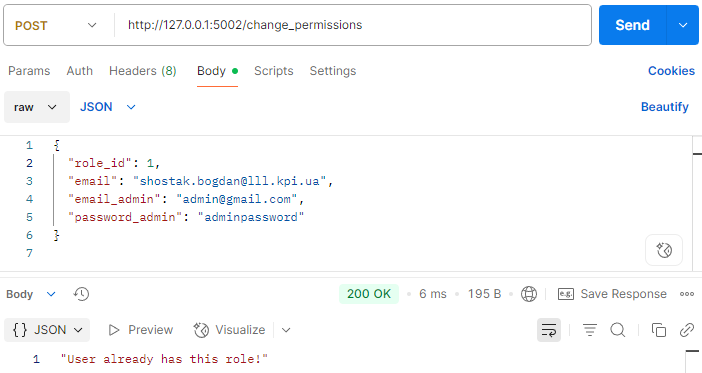 POST http://127.0.0.1:5002/change_permissions Send
Params Auth Headers (8) Body Scripts Settings Cookies
raw JSON Beautify
1 {
2 "role_id": 1,
3 "email": "shostak.bogdan@lll.kpi.ua",
4 "email_admin": "admin@gmail.com",
5 "password_admin": "adminpassword"
6 }
7
Body 200 OK • 6 ms • 195 B • e.g. Save Response
{} JSON Preview Visualize
1 "User already has this role!"